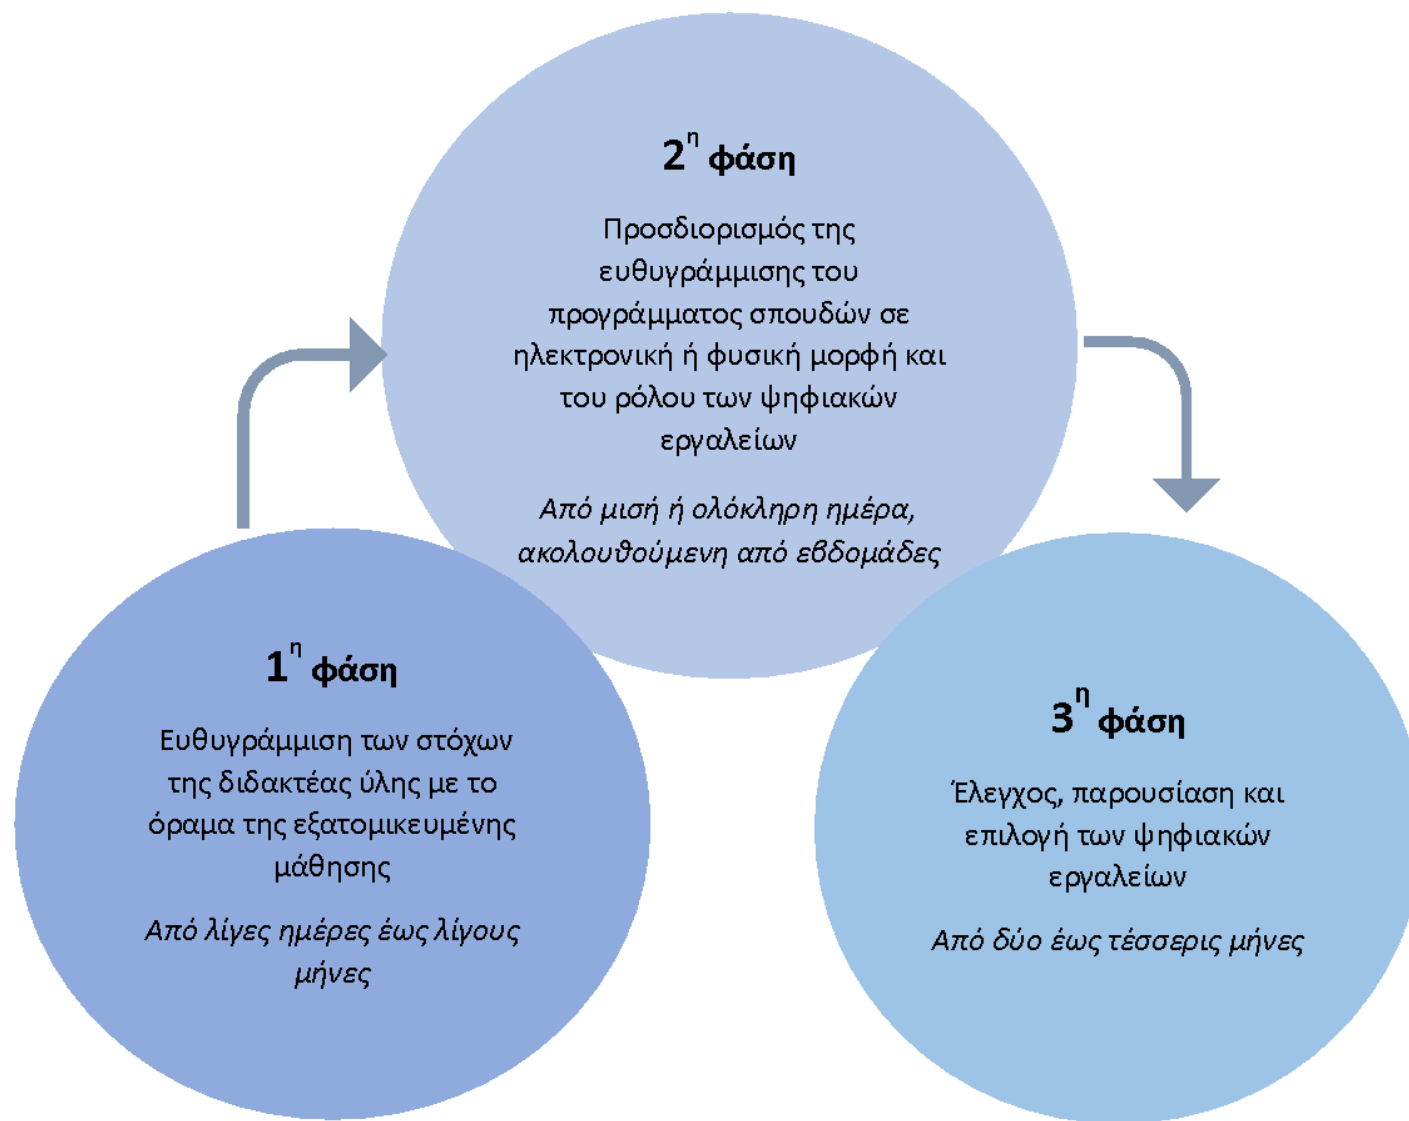 1η φάση
Ευθυγράμμιση των στόχων
της διδακτέας ύλης με το
όραμα της εξατομικευμένης
μάθησης
Από λίγες ημέρες έως λίγους
μήνες
2η φάση
Προσδιορισμός της
ευθυγράμμισης του
προγράμματος σπουδών σε
ηλεκτρονική ή φυσική μορφή και
του ρόλου των ψηφιακών
εργαλείων
Από μισή ή ολόκληρη ημέρα,
ακολουθούμενη από εβδομάδες
3η φάση
Έλεγχος, παρουσίαση και
επιλογή των ψηφιακών
εργαλείων
Από δύο έως τέσσερις μήνες